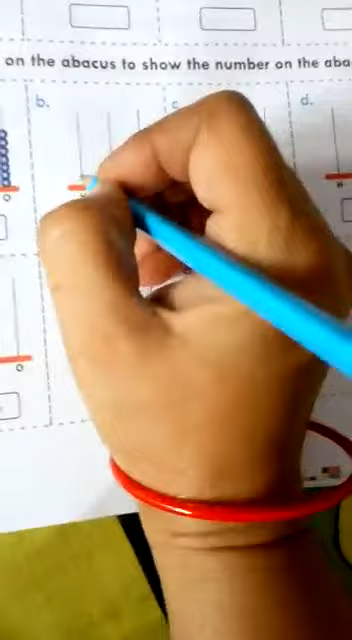 on the abacus to show the number on the aba
b.
c.
d.
O
H
O